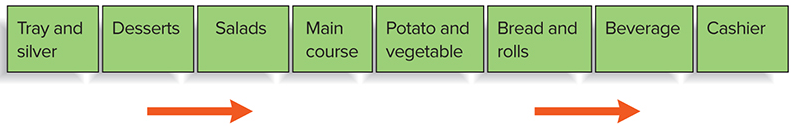 Tray and
silver
Desserts
Salads
Main
course
Potato and
vegetable
Bread and
rolls
Beverage
Cashier